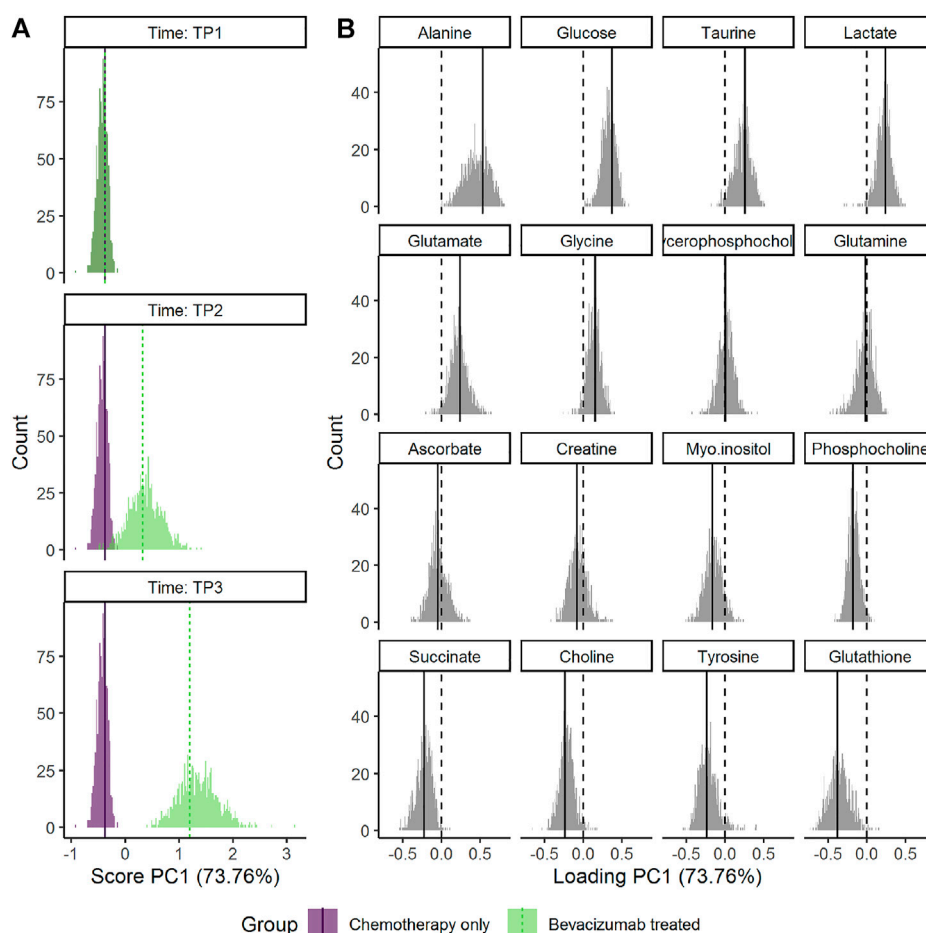 A
B
Time: TP1
Alanine
Glucose
Taurine
Lactate
75
50
25
0
40
20
0
Glutamate
Glycine
ycerophosphochol
Glutamine
Time: TP2
75
50
25
0
Count
40
20
0
Count
Ascorbate
Creatine
Myo.inositol
Phosphocholine
40
20
0
Time: TP3
75
50
25
0
Succinate
Choline
Tyrosine
Glutathione
40
20
0
-1 0 1 2 3
-0.5 0.0 0.5 -0.5 0.0 0.5 -0.5 0.0 0.5 -0.5 0.0 0.5
Score PC1 (73.76%)
Loading PC1 (73.76%)
Group Chemotherapy only Bevacizumab treated